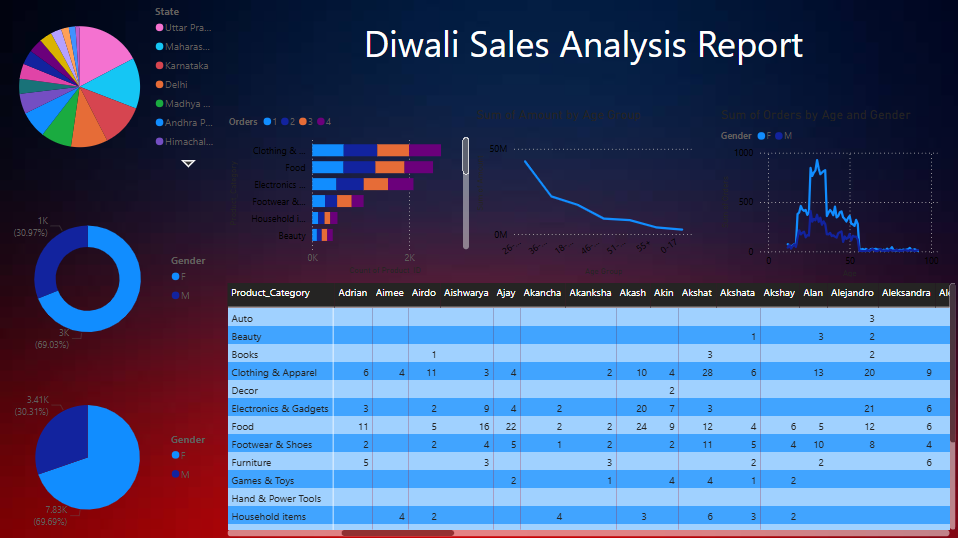 Diwali Sales Analysis Report
State
Uttar Pra...
Maharas...
Karnataka
Delhi
Madhya ...
Andhra P...
Himachal...
Orders 1 2 3 4
Clothing & ...
Food
Electronics ...
Footwear &...
Household i...
Beauty
0K 2K
Sum of Amount by Age Group
50M
0M
26-... 36-... 18-... 46-... 51-... 55+ 0-17
Sum of Orders by Age and Gender
Gender F M
1000
500
0
0 50 100
1K
(30.97%)
3K
(69.03%)
Gender
F
M
3.41K
(30.31%)
7.83K
(69.69%)
Gender
F
M
Product_Category Adrian Aimee Airdo Aishwarya Ajay Akancha Akanksha Akash Akin Akshat Akshata Akshay Alan Alejandro Aleksandra
Auto 3
Beauty 1 3 2
Books 1 3 2
Clothing & Apparel 6 4 11 3 4 2 10 4 28 6 13 20 9
Decor 2
Electronics & Gadgets 3 2 9 4 2 20 7 3 21 6
Food 11 5 16 22 2 2 24 9 12 4 6 5 12 6
Footwear & Shoes 2 2 4 5 1 2 2 11 5 4 10 8 4
Furniture 5 3 3 2 2 6
Games & Toys 2 1 4 4 1 2
Hand & Power Tools
Household items 4 2 4 3 6 3 2